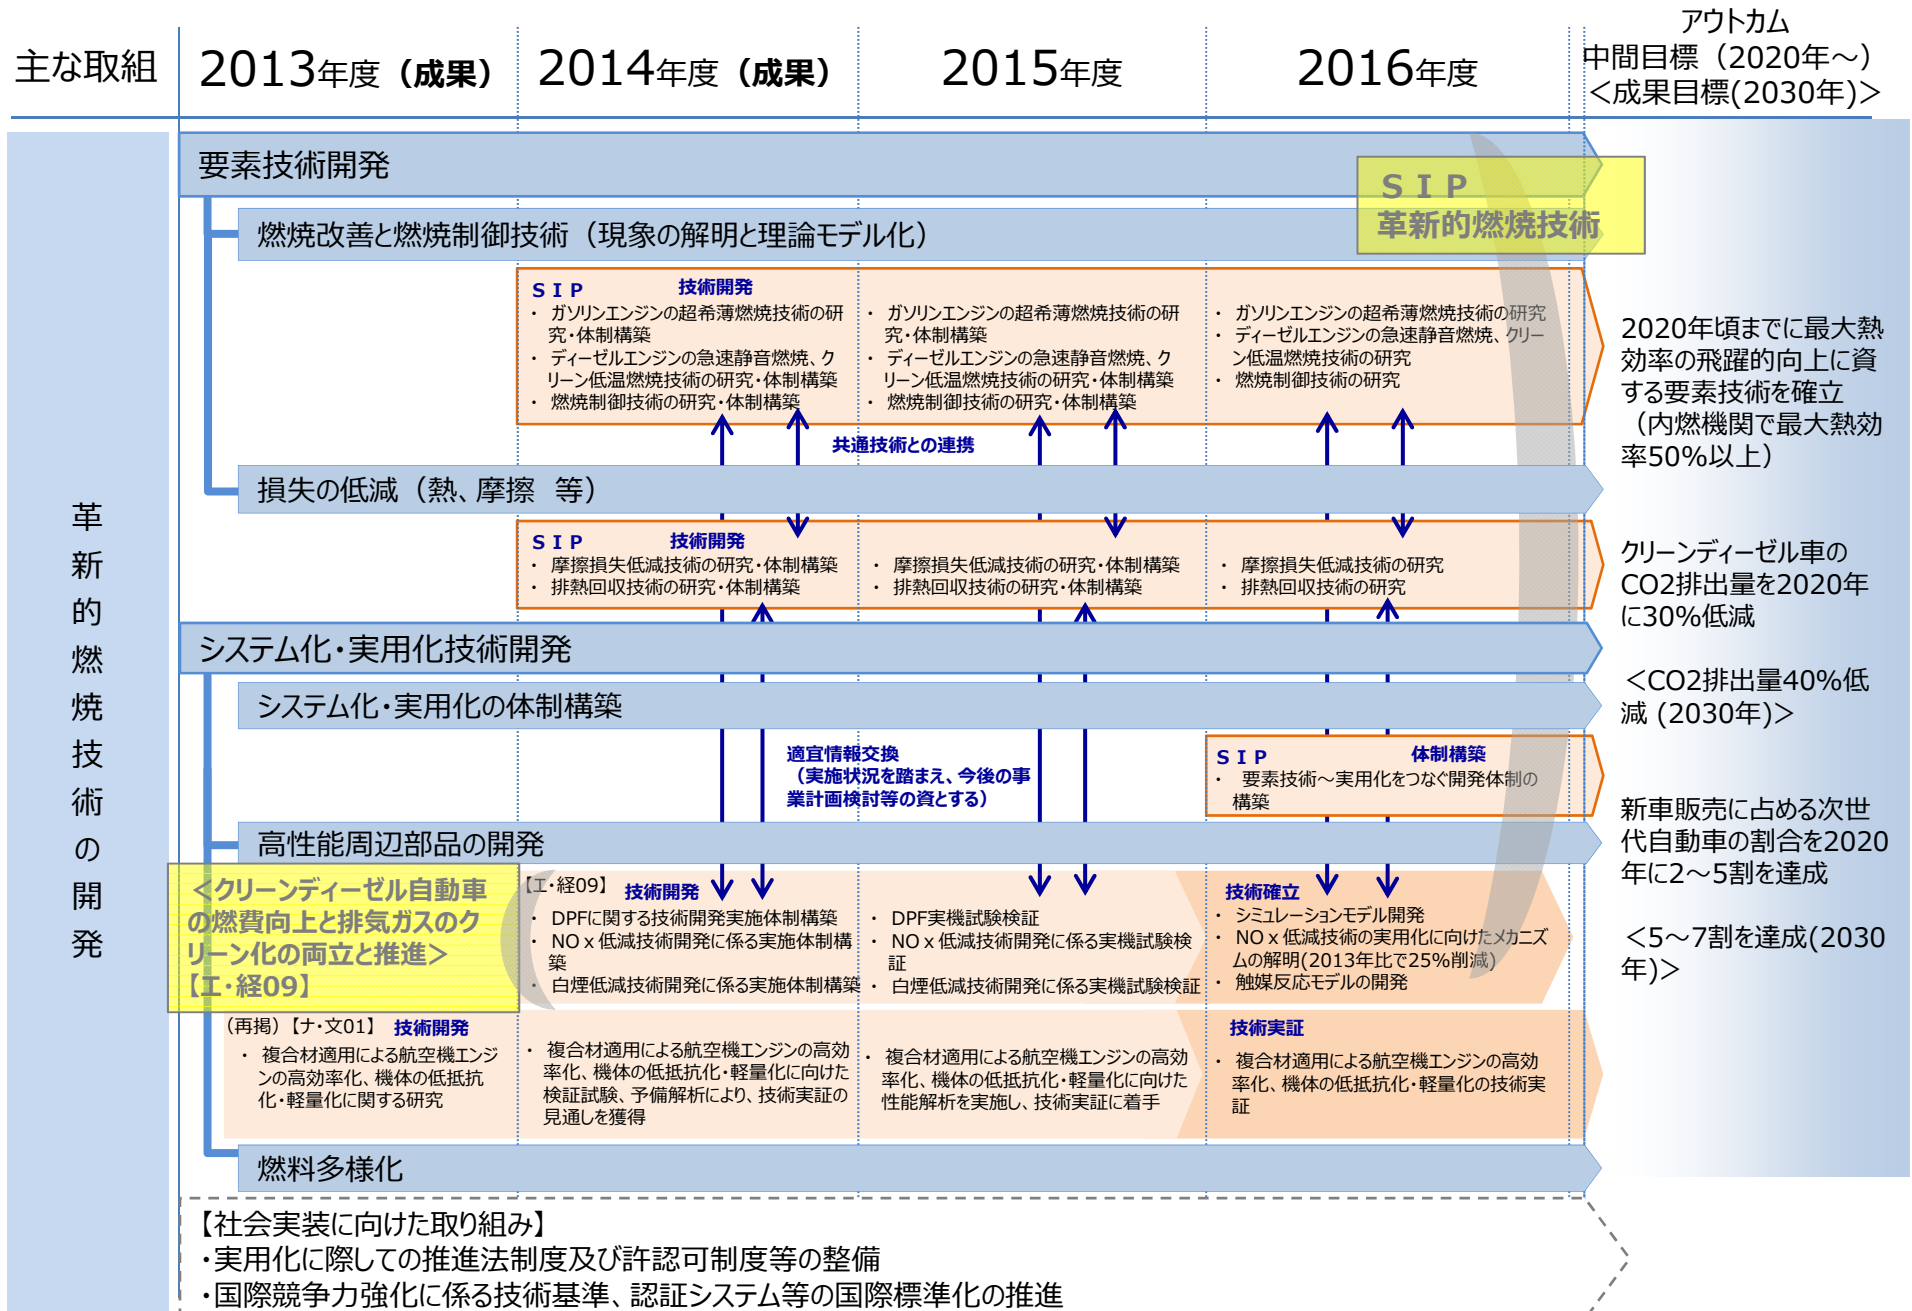 主な取組
2013年度（成果）
2014年度（成果）
2015年度
2016年度
アウトカム
中間目標（2020年～）
＜成果目標(2030年)＞
革新的燃焼技術の開発
要素技術開発
ＳＩＰ
革新的燃焼技術
燃焼改善と燃焼制御技術（現象の解明と理論モデル化）
ＳＩＰ 技術開発
・ ガソリンエンジンの超希薄燃焼技術の研
究・体制構築
・ ディーゼルエンジンの急速静音燃焼、ク
リーン低温燃焼技術の研究・体制構築
・ 燃焼制御技術の研究・体制構築
・ ガソリンエンジンの超希薄燃焼技術の研
究・体制構築
・ ディーゼルエンジンの急速静音燃焼、ク
リーン低温燃焼技術の研究・体制構築
・ 燃焼制御技術の研究・体制構築
・ ガソリンエンジンの超希薄燃焼技術の研究
・ ディーゼルエンジンの急速静音燃焼、クリー
ン低温燃焼技術の研究
・ 燃焼制御技術の研究
共通技術との連携
損失の低減（熱、摩擦　等）
ＳＩＰ 技術開発
・ 摩擦損失低減技術の研究・体制構築
・ 排熱回収技術の研究・体制構築
・ 摩擦損失低減技術の研究・体制構築
・ 排熱回収技術の研究・体制構築
・ 摩擦損失低減技術の研究
・ 排熱回収技術の研究
システム化・実用化技術開発
システム化・実用化の体制構築
適宜情報交換
（実施状況を踏まえ、今後の事
業計画検討等の資とする）
ＳＩＰ 体制構築
・ 要素技術～実用化をつなぐ開発体制の
構築
高性能周辺部品の開発
＜クリーンディーゼル自動車
の燃費向上と排気ガスのク
リーン化の両立と推進＞
【エ・経09】
【エ・経09】 技術開発
・ DPFに関する技術開発実施体制構築
・ NOｘ低減技術開発に係る実施体制構
築
・ 白煙低減技術開発に係る実施体制構築
・ DPF実機試験検証
・ NOｘ低減技術開発に係る実機試験検
証
・ 白煙低減技術開発に係る実機試験検証
技術確立
・ シミュレーションモデル開発
・ NOｘ低減技術の実用化に向けたメカニズ
ムの解明(2013年比で25%削減)
・ 触媒反応モデルの開発
（再掲）【ナ・文01】 技術開発
・ 複合材適用による航空機エンジ
ンの高効率化、機体の低抵抗
化・軽量化に関する研究
・ 複合材適用による航空機エンジンの高効
率化、機体の低抵抗化・軽量化に向けた
検証試験、予備解析により、技術実証の
見通しを獲得
・ 複合材適用による航空機エンジンの高効
率化、機体の低抵抗化・軽量化に向けた
性能解析を実施し、技術実証に着手
技術実証
・ 複合材適用による航空機エンジンの高効
率化、機体の低抵抗化・軽量化の技術実
証
燃料多様化
【社会実装に向けた取り組み】
・実用化に際しての推進法制度及び許認可制度等の整備
・国際競争力強化に係る技術基準、認証システム等の国際標準化の推進
2020年頃までに最大熱
効率の飛躍的向上に資
する要素技術を確立
（内燃機関で最大熱効
率50%以上）
クリーンディーゼル車の
CO2排出量を2020年
に30%低減
＜CO2排出量40%低
減 (2030年)＞
新車販売に占める次世
代自動車の割合を2020
年に2～5割を達成
＜5～7割を達成(2030
年)＞